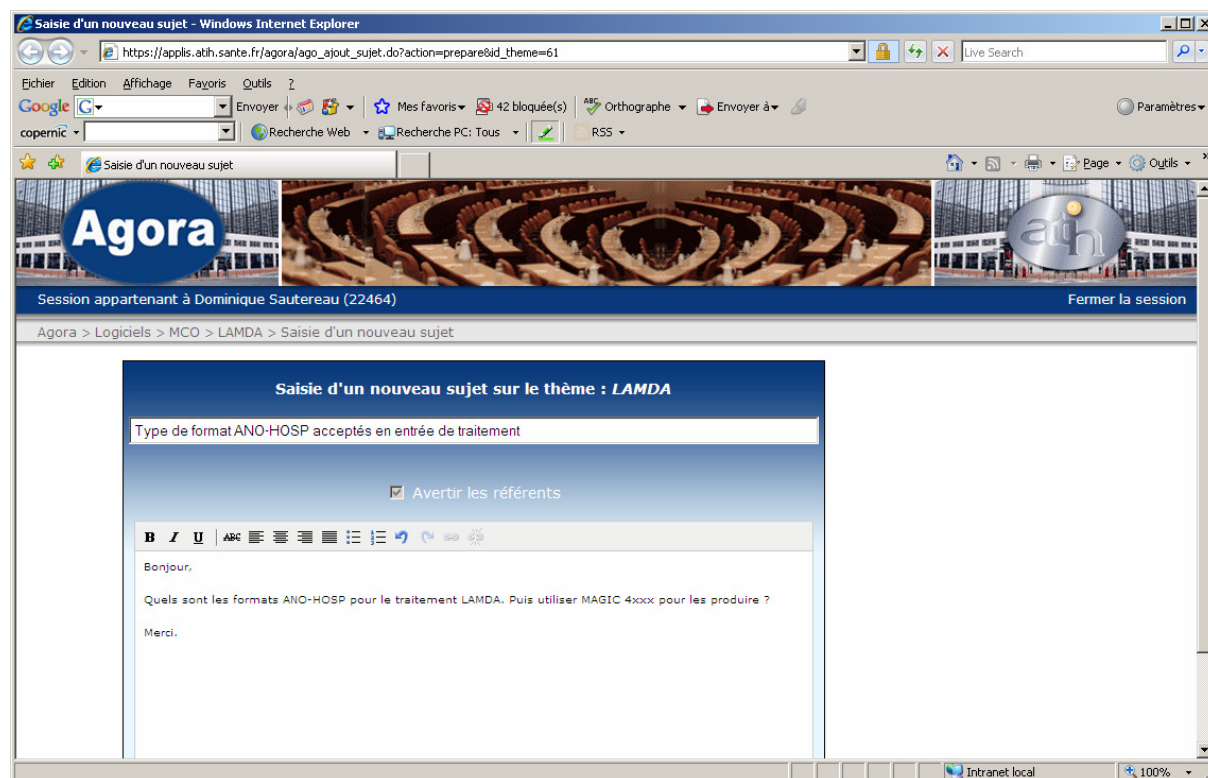 Saisie d'un nouveau sujet - Windows Internet Explorer
https://applis.atih.sante.fr/agora/ago_ajout_sujet.do?action=prepare&id_theme=61
Live Search
Fichier Edition Affichage Favoris Outils ?
Google G Envoyer Mes favoris 42 bloquée(s) ABC Orthographe Envoyer à Paramètres
copernic Recherche Web Recherche PC: Tous RSS
Saisie d'un nouveau sujet Page Outils »
Agora atih
Session appartenant à Dominique Sautereau (22464) Fermer la session
Agora > Logiciels > MCO > LAMDA > Saisie d'un nouveau sujet
Saisie d'un nouveau sujet sur le thème : LAMDA
Type de format ANO-HOSP acceptés en entrée de traitement
Avertir les référents
B I U ABC
Bonjour,
Quels sont les formats ANO-HOSP pour le traitement LAMDA. Puis utiliser MAGIC 4xxx pour les produire ?
Merci.
Intranet local 100%